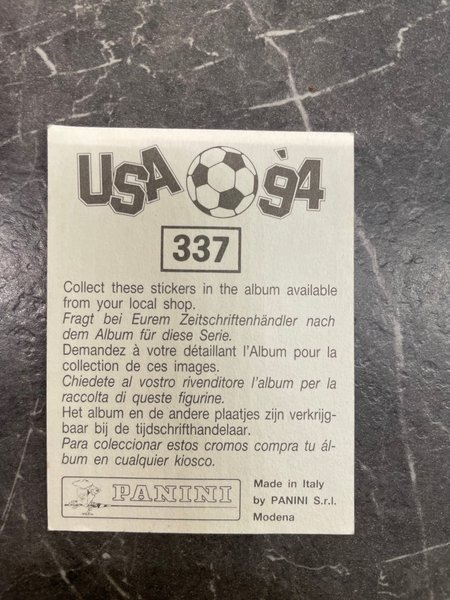 USA '94
337
Collect these stickers in the album available
from your local shop.
Fragt bei Eurem Zeitschriftenhändler nach
dem Album für diese Serie.
Demandez à votre détaillant l'Album pour la
collection de ces images.
Chiedete al vostro rivenditore l'album per la
raccolta di queste figurine.
Het album en de andere plaatjes zijn verkrijg-
baar bij de tijdschrifthandelaar.
Para coleccionar estos cromos compra tu ál-
bum en cualquier kiosco.
PANINI
Made in Italy
by PANINI S.r.l.
Modena